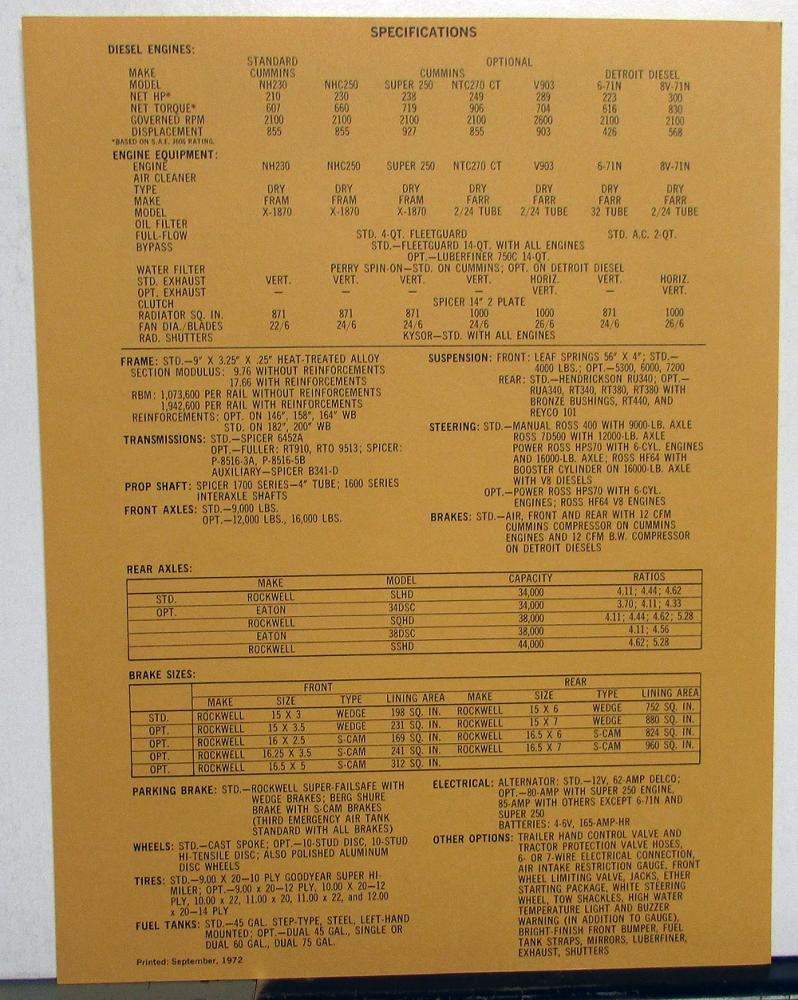 SPECIFICATIONS
DIESEL ENGINES:
STANDARD OPTIONAL
MAKE CUMMINS CUMMINS DETROIT DIESEL
MODEL NH230 NHC250 SUPER 250 NTC270 CT V903 6-71N 8V-71N
NET HP* 210 230 238 249 289 223 300
NET TORQUE* 607 660 719 906 704 616 830
GOVERNED RPM 2100 2100 2100 2100 2600 2100 2100
DISPLACEMENT 855 855 927 855 903 426 568
*BASED ON S.A.E. J606 RATING.
ENGINE EQUIPMENT:
ENGINE NH230 NHC250 SUPER 250 NTC270 CT V903 6-71N 8V-71N
AIR CLEANER
TYPE DRY DRY DRY DRY DRY DRY DRY
MAKE FRAM FRAM FRAM FARR FARR FARR FARR
MODEL X-1870 X-1870 X-1870 2/24 TUBE 2/24 TUBE 32 TUBE 2/24 TUBE
OIL FILTER
FULL-FLOW STD. 4-QT. FLEETGUARD STD. A.C. 2-QT.
BYPASS STD.—FLEETGUARD 14-QT. WITH ALL ENGINES
OPT.—LUBERFINER 750C 14-QT.
WATER FILTER PERRY SPIN-ON—STD. ON CUMMINS; OPT. ON DETROIT DIESEL
STD. EXHAUST VERT. VERT. VERT. VERT. HORIZ. VERT. HORIZ.
OPT. EXHAUST — — — — VERT. — VERT.
CLUTCH SPICER 14" 2 PLATE
RADIATOR SQ. IN. 871 871 871 1000 1000 871 1000
FAN DIA./BLADES 22/6 24/6 24/6 24/6 26/6 24/6 26/6
RAD. SHUTTERS KYSOR—STD. WITH ALL ENGINES
FRAME: STD.—9" X 3.25" X .25" HEAT-TREATED ALLOY
SECTION MODULUS: 9.76 WITHOUT REINFORCEMENTS
17.66 WITH REINFORCEMENTS
RBM: 1,073,600 PER RAIL WITHOUT REINFORCEMENTS
1,942,600 PER RAIL WITH REINFORCEMENTS
REINFORCEMENTS: OPT. ON 146", 158", 164" WB
STD. ON 182", 200" WB
TRANSMISSIONS: STD.—SPICER 6452A
OPT.—FULLER: RT910, RTO 9513; SPICER:
P-8516-3A, P-8516-5B
AUXILIARY—SPICER B341-D
PROP SHAFT: SPICER 1700 SERIES—4" TUBE; 1600 SERIES
INTERAXLE SHAFTS
FRONT AXLES: STD.—9,000 LBS.
OPT.—12,000 LBS., 16,000 LBS.
SUSPENSION: FRONT: LEAF SPRINGS 56" X 4"; STD.—
4000 LBS.; OPT.—5300, 6000, 7200
REAR: STD.—HENDRICKSON RU340; OPT.—
RUA340, RT340, RT380, RT380 WITH
BRONZE BUSHINGS, RT440, AND
REYCO 101
STEERING: STD.—MANUAL ROSS 400 WITH 9000-LB. AXLE
ROSS 7D500 WITH 12000-LB. AXLE
POWER ROSS HPS70 WITH 6-CYL. ENGINES
AND 16000-LB. AXLE; ROSS HF64 WITH
BOOSTER CYLINDER ON 16000-LB. AXLE
WITH V8 DIESELS
OPT.—POWER ROSS HPS70 WITH 6-CYL.
ENGINES; ROSS HF64 V8 ENGINES
BRAKES: STD.—AIR, FRONT AND REAR WITH 12 CFM
CUMMINS COMPRESSOR ON CUMMINS
ENGINES AND 12 CFM B.W. COMPRESSOR
ON DETROIT DIESELS
REAR AXLES:
MAKE MODEL CAPACITY RATIOS
STD. ROCKWELL SLHD 34,000 4.11; 4.44; 4.62
OPT. EATON 34DSC 34,000 3.70; 4.11; 4.33
ROCKWELL SQHD 38,000 4.11; 4.44; 4.62; 5.28
EATON 38DSC 38,000 4.11; 4.56
ROCKWELL SSHD 44,000 4.62; 5.28
BRAKE SIZES:
FRONT REAR
MAKE SIZE TYPE LINING AREA MAKE SIZE TYPE LINING AREA
STD. ROCKWELL 15 X 3 WEDGE 198 SQ. IN. ROCKWELL 15 X 6 WEDGE 752 SQ. IN.
OPT. ROCKWELL 15 X 3.5 WEDGE 231 SQ. IN. ROCKWELL 15 X 7 WEDGE 880 SQ. IN.
OPT. ROCKWELL 16 X 2.5 S-CAM 169 SQ. IN. ROCKWELL 16.5 X 6 S-CAM 824 SQ. IN.
OPT. ROCKWELL 16.25 X 3.5 S-CAM 241 SQ. IN. ROCKWELL 16.5 X 7 S-CAM 960 SQ. IN.
OPT. ROCKWELL 16.5 X 5 S-CAM 312 SQ. IN.
PARKING BRAKE: STD.—ROCKWELL SUPER-FAILSAFE WITH
WEDGE BRAKES; BERG SHURE
BRAKE WITH S-CAM BRAKES
(THIRD EMERGENCY AIR TANK
STANDARD WITH ALL BRAKES)
WHEELS: STD.—CAST SPOKE; OPT.—10-STUD DISC, 10-STUD
HI-TENSILE DISC; ALSO POLISHED ALUMINUM
DISC WHEELS
TIRES: STD.—9.00 X 20—10 PLY GOODYEAR SUPER HI-
MILER; OPT.—9.00 x 20—12 PLY, 10.00 X 20—12
PLY, 10.00 x 22, 11.00 x 20, 11.00 x 22, and 12.00
x 20—14 PLY
FUEL TANKS: STD.—45 GAL. STEP-TYPE, STEEL, LEFT-HAND
MOUNTED; OPT.—DUAL 45 GAL., SINGLE OR
DUAL 60 GAL., DUAL 75 GAL.
Printed: September, 1972
ELECTRICAL: ALTERNATOR: STD.—12V, 62-AMP DELCO;
OPT.—80-AMP WITH SUPER 250 ENGINE,
85-AMP WITH OTHERS EXCEPT 6-71N AND
SUPER 250
BATTERIES: 4-6V, 165-AMP-HR
OTHER OPTIONS: TRAILER HAND CONTROL VALVE AND
TRACTOR PROTECTION VALVE HOSES,
6- OR 7-WIRE ELECTRICAL CONNECTION,
AIR INTAKE RESTRICTION GAUGE, FRONT
WHEEL LIMITING VALVE, JACKS, ETHER
STARTING PACKAGE, WHITE STEERING
WHEEL, TOW SHACKLES, HIGH WATER
TEMPERATURE LIGHT AND BUZZER
WARNING (IN ADDITION TO GAUGE),
BRIGHT-FINISH FRONT BUMPER, FUEL
TANK STRAPS, MIRRORS, LUBERFINER,
EXHAUST, SHUTTERS